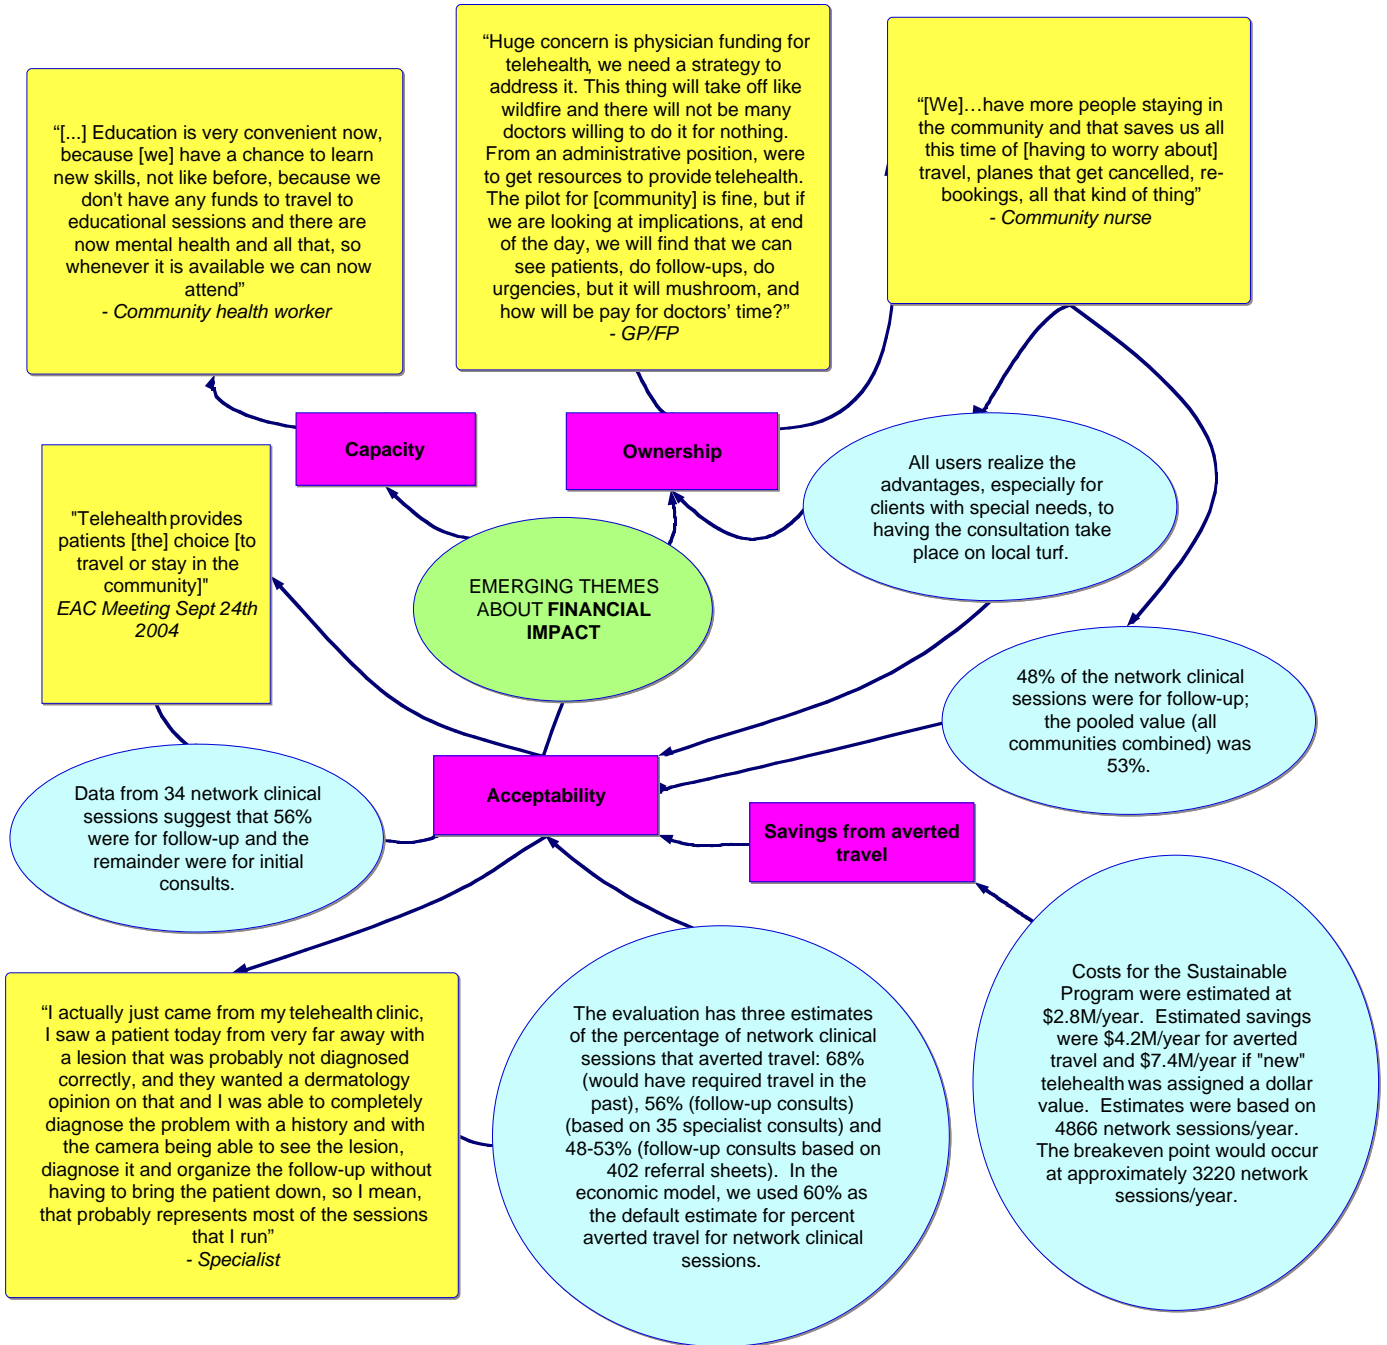 “Huge concern is physician funding for
telehealth, we need a strategy to
address it. This thing will take off like
wildfire and there will not be many
doctors willing to do it for nothing.
From an administrative position, were
to get resources to provide telehealth.
The pilot for [community] is fine, but if
we are looking at implications, at end
of the day, we will find that we can
see patients, do follow-ups, do
urgencies, but it will mushroom, and
how will be pay for doctors’ time?”
- GP/FP
“[...] Education is very convenient now,
because [we] have a chance to learn
new skills, not like before, because we
don't have any funds to travel to
educational sessions and there are
now mental health and all that, so
whenever it is available we can now
attend”
- Community health worker
“[We]…have more people staying in
the community and that saves us all
this time of [having to worry about]
travel, planes that get cancelled, re-
bookings, all that kind of thing”
- Community nurse
Capacity
Ownership
All users realize the
advantages, especially for
clients with special needs, to
having the consultation take
place on local turf.
"Telehealth provides
patients [the] choice [to
travel or stay in the
community]"
EAC Meeting Sept 24th
2004
EMERGING THEMES
ABOUT FINANCIAL
IMPACT
48% of the network clinical
sessions were for follow-up;
the pooled value (all
communities combined) was
53%.
Data from 34 network clinical
sessions suggest that 56%
were for follow-up and the
remainder were for initial
consults.
Acceptability
Savings from averted
travel
“I actually just came from my telehealth clinic,
I saw a patient today from very far away with
a lesion that was probably not diagnosed
correctly, and they wanted a dermatology
opinion on that and I was able to completely
diagnose the problem with a history and with
the camera being able to see the lesion,
diagnose it and organize the follow-up without
having to bring the patient down, so I mean,
that probably represents most of the sessions
that I run”
- Specialist
The evaluation has three estimates
of the percentage of network clinical
sessions that averted travel: 68%
(would have required travel in the
past), 56% (follow-up consults)
(based on 35 specialist consults) and
48-53% (follow-up consults based on
402 referral sheets).  In the
economic model, we used 60% as
the default estimate for percent
averted travel for network clinical
sessions.
Costs for the Sustainable
Program were estimated at
$2.8M/year.  Estimated savings
were $4.2M/year for averted
travel and $7.4M/year if "new"
telehealth was assigned a dollar
value.  Estimates were based on
4866 network sessions/year.
The breakeven point would occur
at approximately 3220 network
sessions/year.